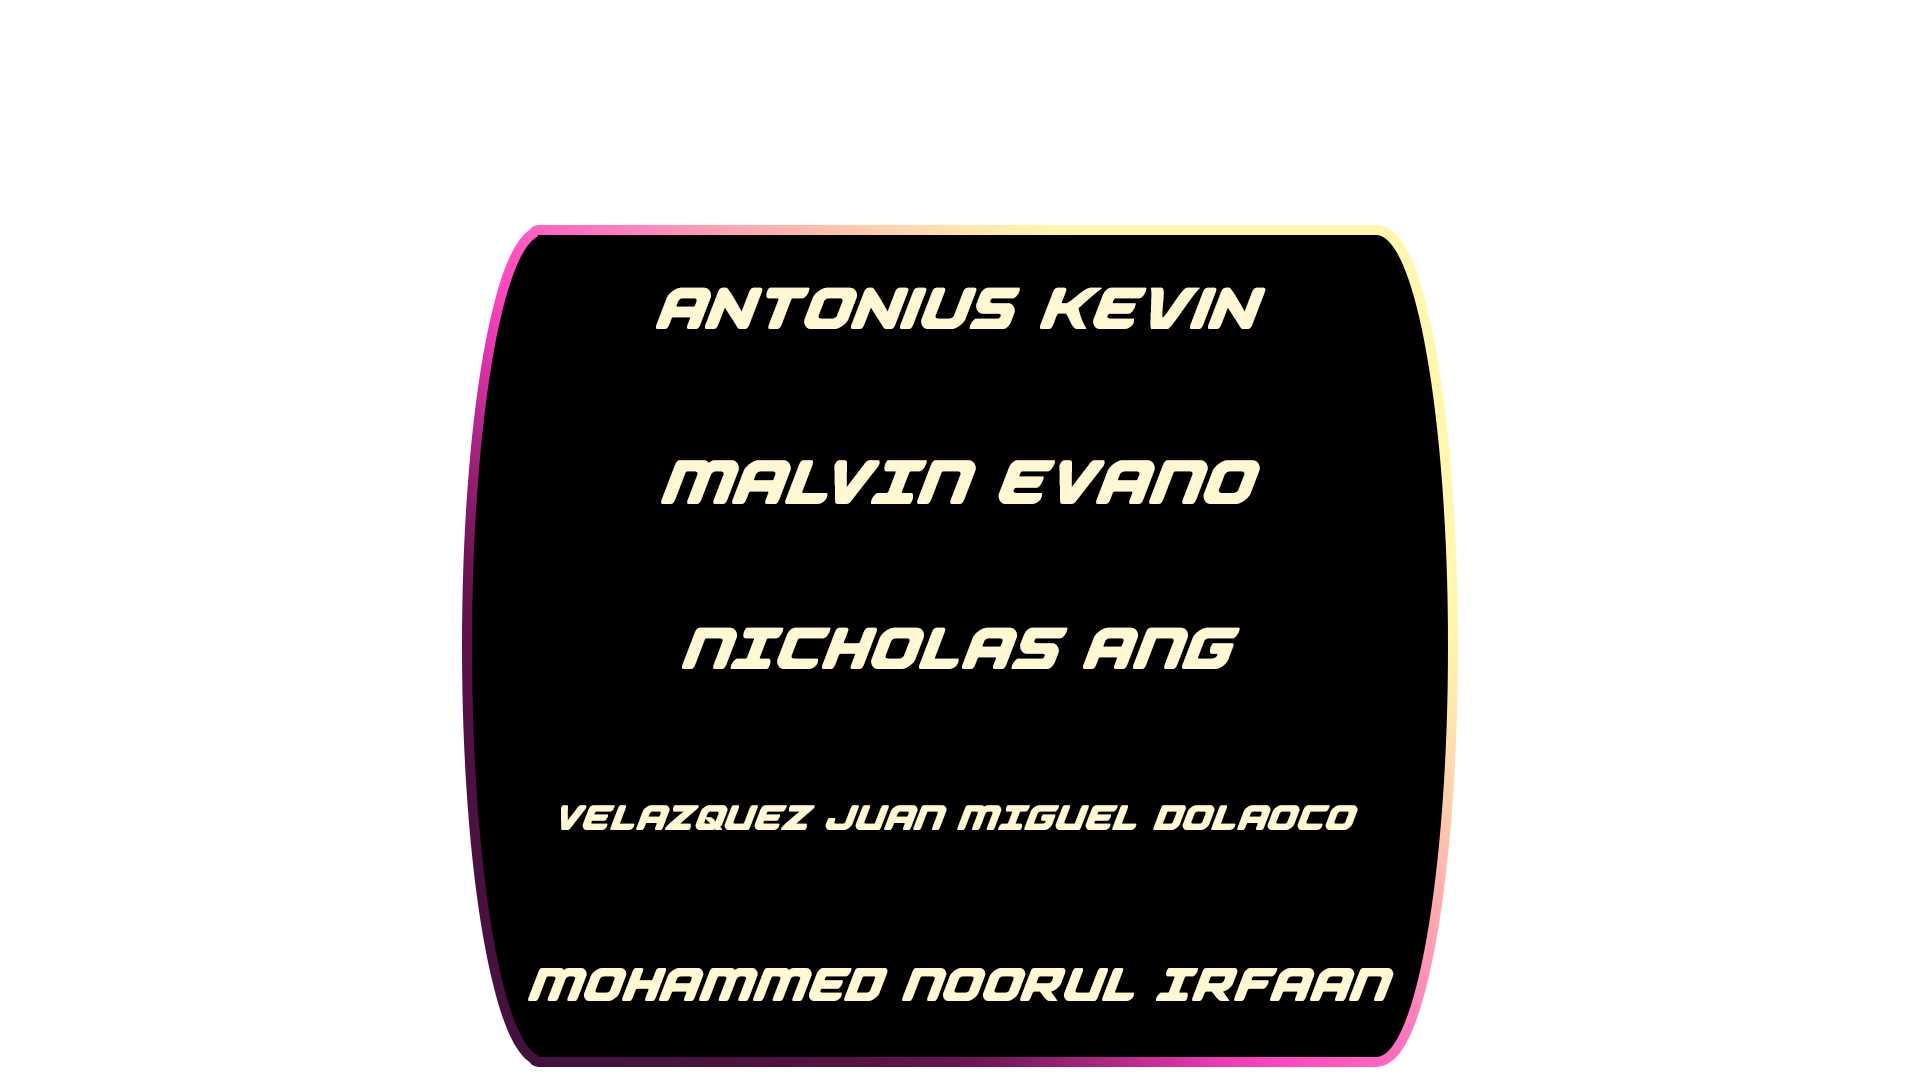 ANTONIUS KEVIN
MALVIN EVANO
NICHOLAS ANG
VELAZQUEZ JUAN MIGUEL DOLAOCO
MOHAMMED NOORUL IRFAAN